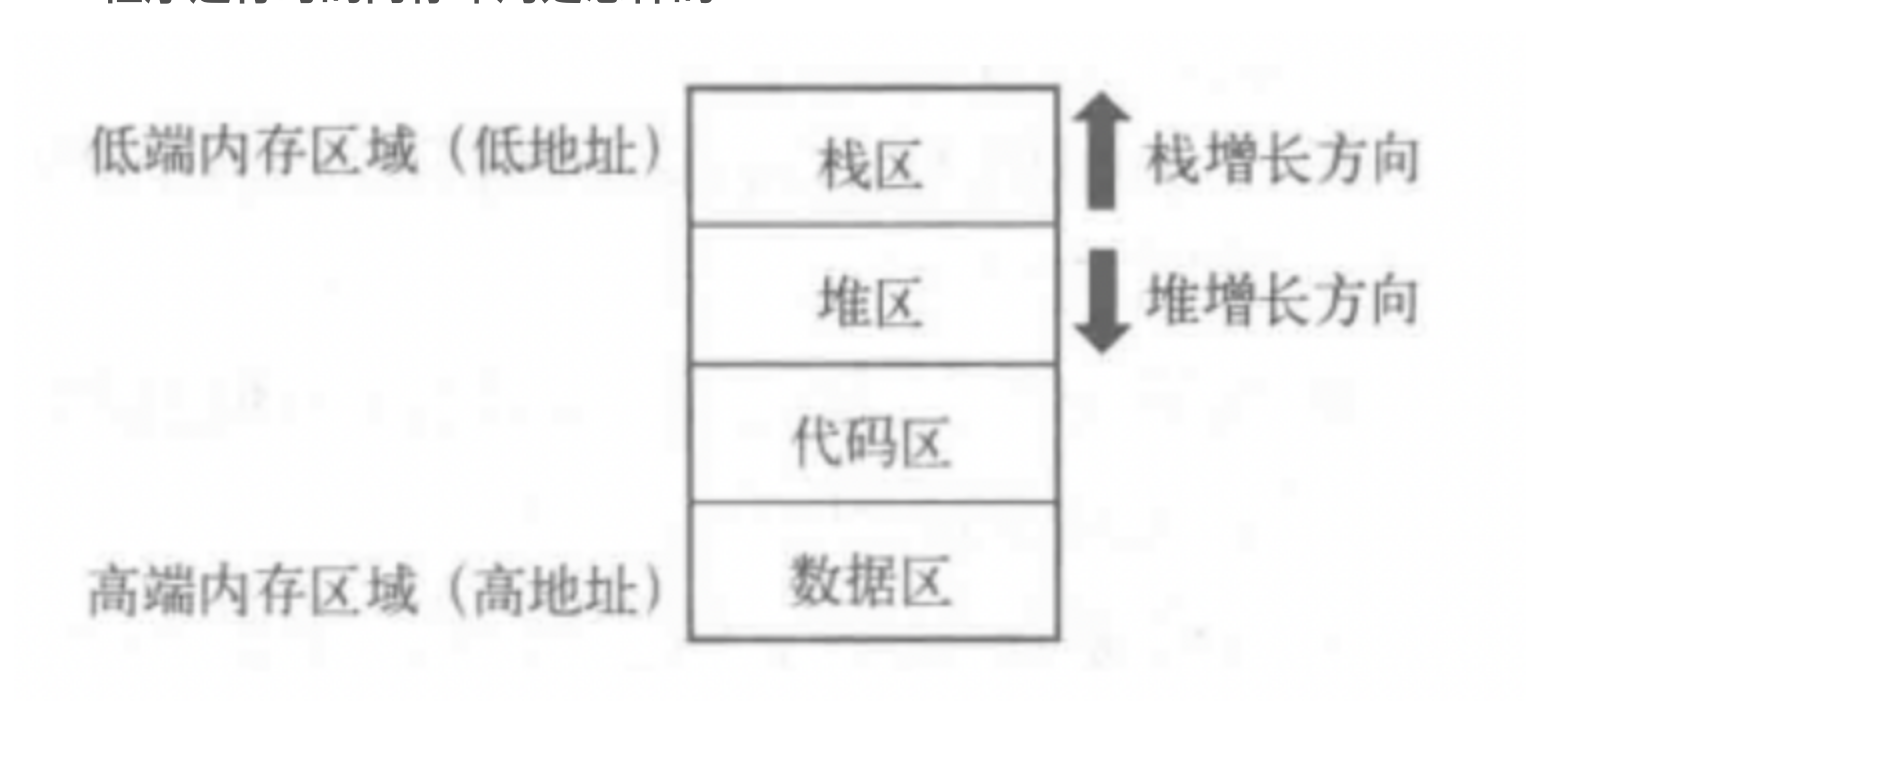 低端内存区域（低地址）
栈区
栈增长方向
堆区
堆增长方向
代码区
高端内存区域（高地址）
数据区